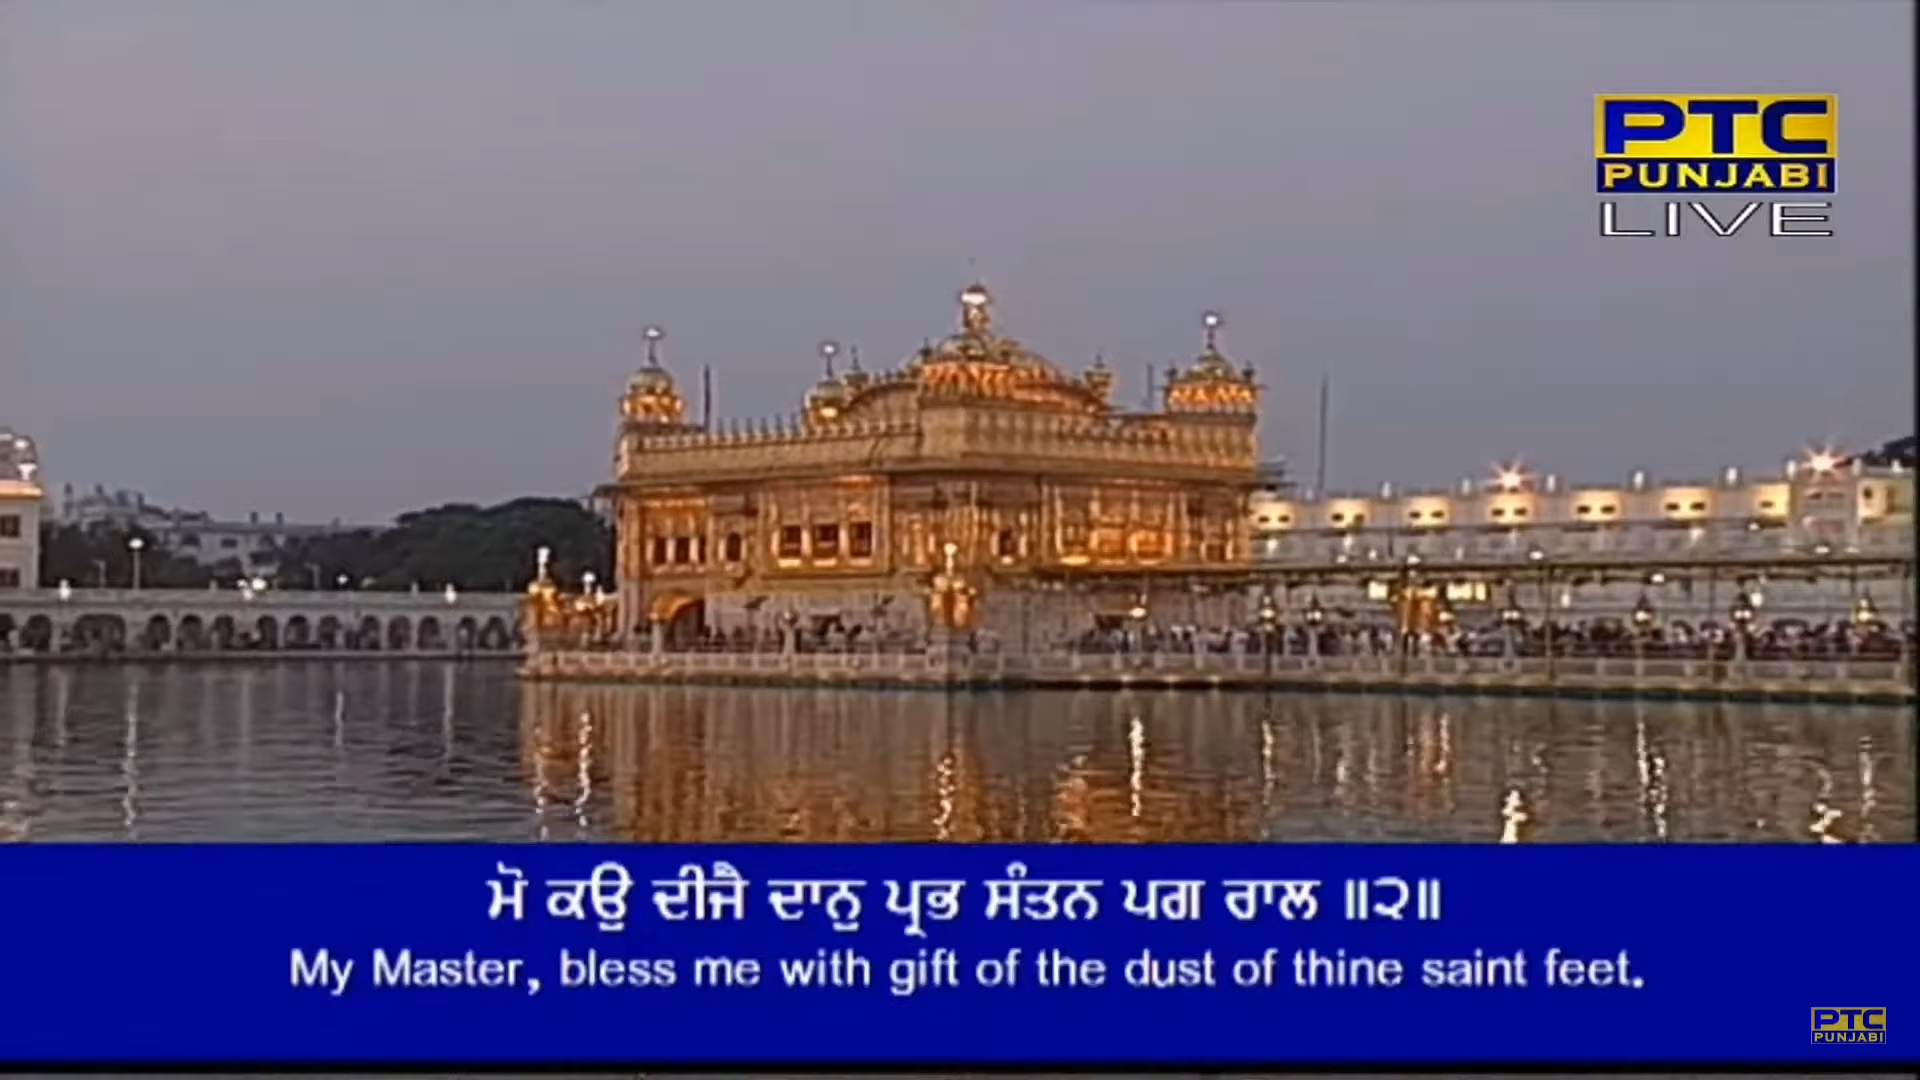 PTC
PUNJABI
LIVE
ਮੋ ਕਉ ਦੀਜੈ ਦਾਨੁ ਪ੍ਰਭ ਸੰਤਨ ਪਗ ਰਾਲ ॥੨॥
My Master, bless me with gift of the dust of thine saint feet.
PTC
PUNJABI